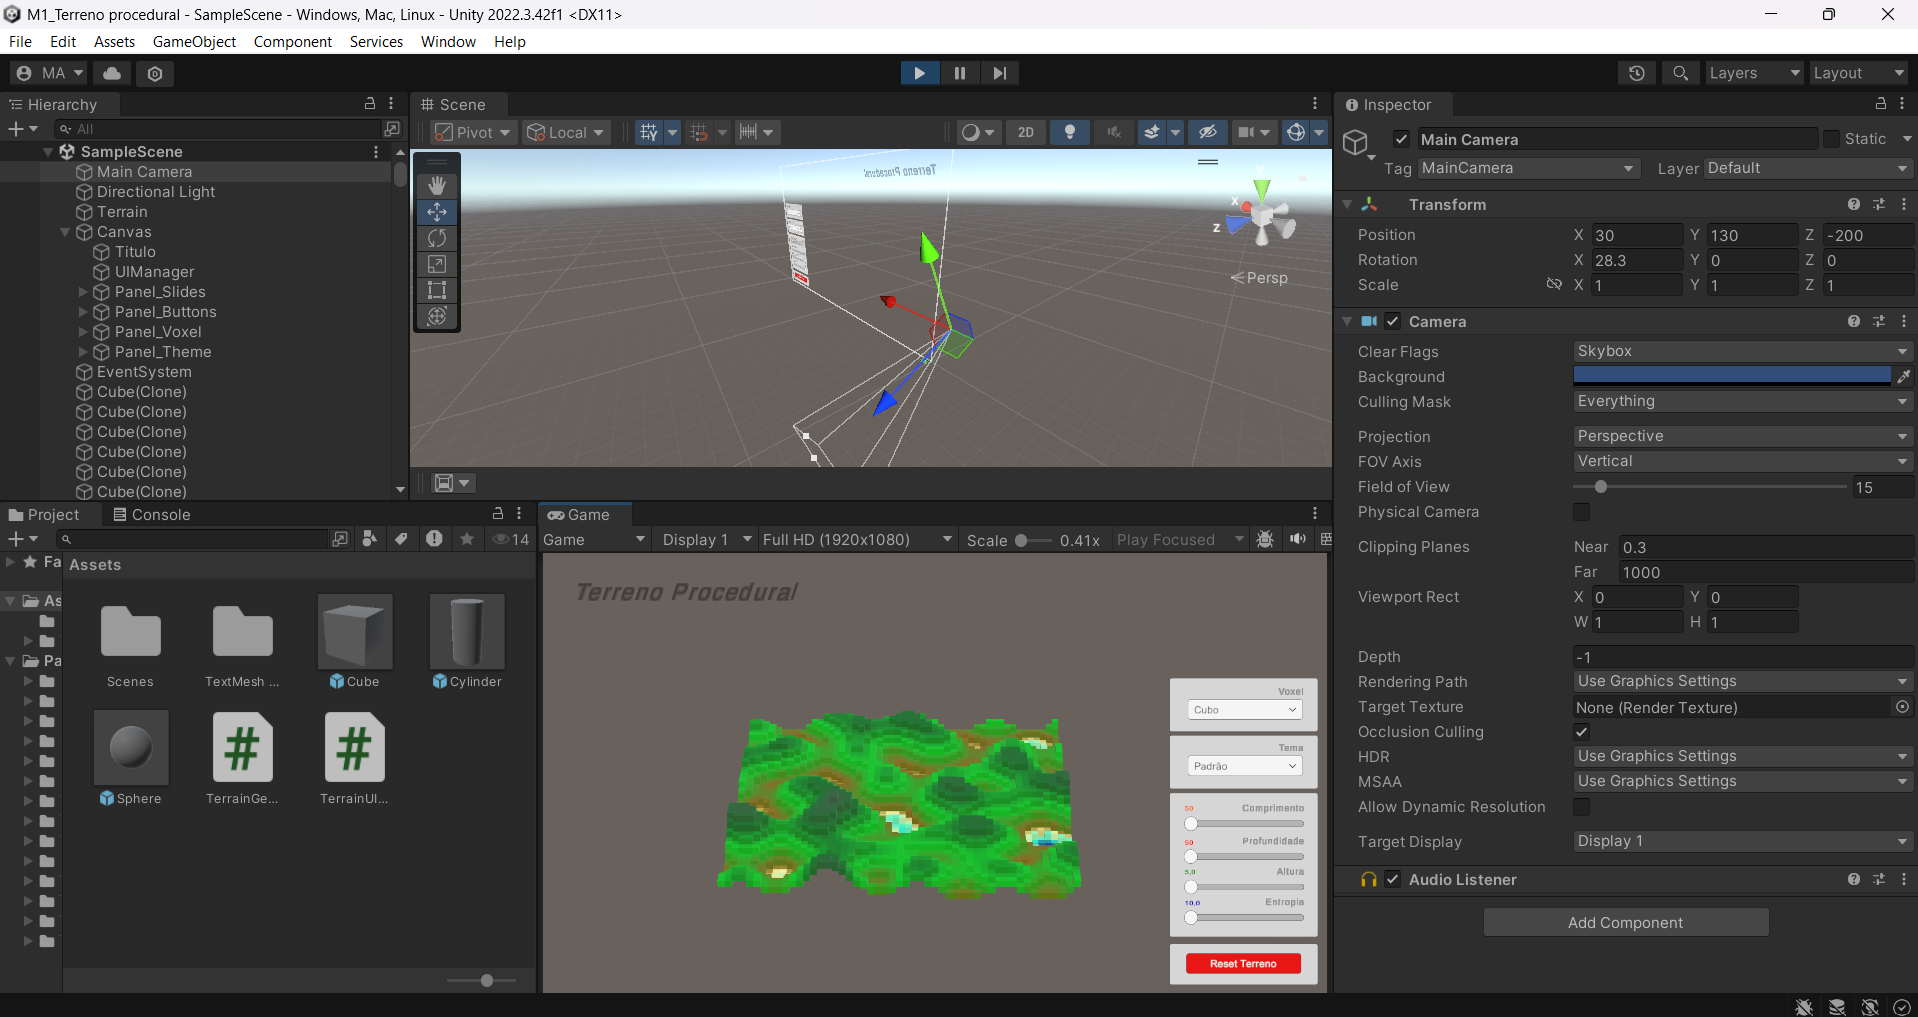 M1_Terreno procedural - SampleScene - Windows, Mac, Linux - Unity 2022.3.42f1 <DX11>
File Edit Assets GameObject Component Services Window Help
MA
Layers Layout
Hierarchy
All
SampleScene
Main Camera
Directional Light
Terrain
Canvas
Titulo
UIManager
Panel_Slides
Panel_Buttons
Panel_Voxel
Panel_Theme
EventSystem
Cube(Clone)
Cube(Clone)
Cube(Clone)
Cube(Clone)
Cube(Clone)
Cube(Clone)
Scene
Pivot Local 2D
Terreno Procedural
y
x
z
Persp
Project Console
14
Fa
As
Pa
Assets
Scenes
TextMesh ...
Cube
Cylinder
Sphere
#
TerrainGe...
#
TerrainUI...
Game
Game Display 1 Full HD (1920x1080) Scale 0.41x Play Focused
Terreno Procedural
Voxel
Cubo
Tema
Padrão
50 Comprimento
50 Profundidade
5,0 Altura
10,0 Entropia
Reset Terreno
Inspector
Main Camera Static
Tag MainCamera Layer Default
Transform
Position X 30 Y 130 Z -200
Rotation X 28.3 Y 0 Z 0
Scale X 1 Y 1 Z 1
Camera
Clear Flags Skybox
Background
Culling Mask Everything
Projection Perspective
FOV Axis Vertical
Field of View 15
Physical Camera
Clipping Planes Near 0.3
Far 1000
Viewport Rect X 0 Y 0
W 1 H 1
Depth -1
Rendering Path Use Graphics Settings
Target Texture None (Render Texture)
Occlusion Culling
HDR Use Graphics Settings
MSAA Use Graphics Settings
Allow Dynamic Resolution
Target Display Display 1
Audio Listener
Add Component